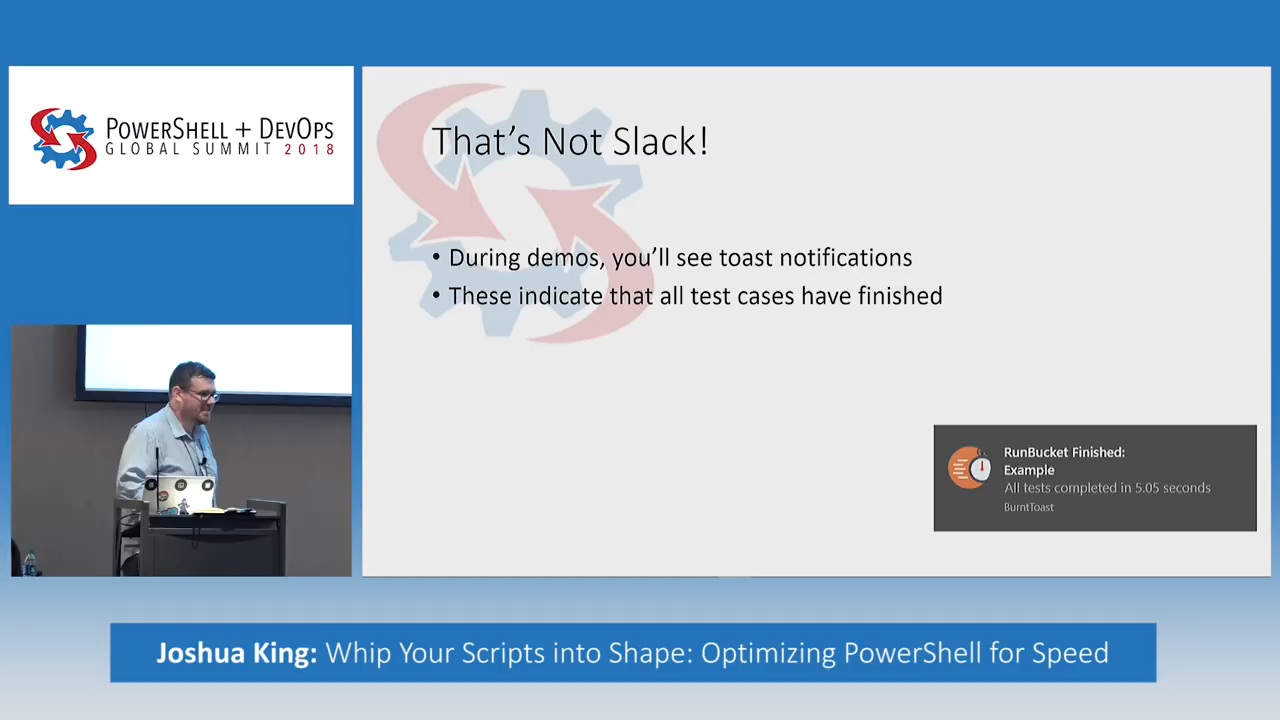 POWERSHELL + DEVOPS
GLOBAL SUMMIT 2018
That's Not Slack!
• During demos, you'll see toast notifications
• These indicate that all test cases have finished
RunBucket Finished:
Example
All tests completed in 5.05 seconds
BurntToast
Joshua King: Whip Your Scripts into Shape: Optimizing PowerShell for Speed